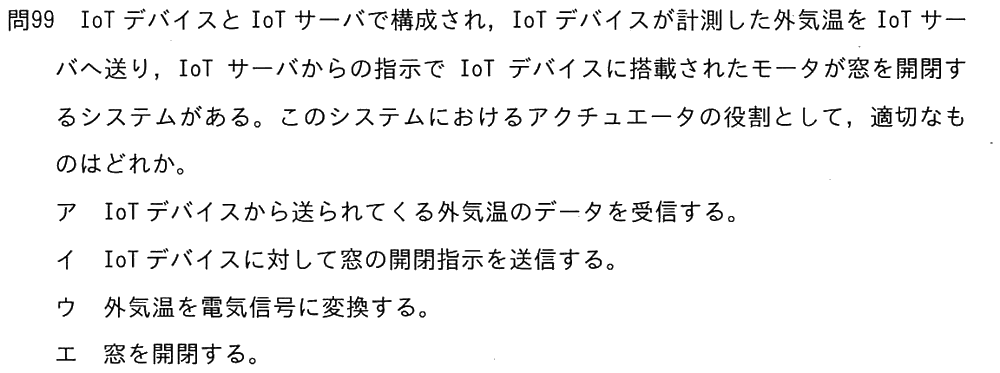 問99 IoT デバイスと IoT サーバで構成され，IoT デバイスが計測した外気温を IoT サー
バへ送り，IoT サーバからの指示で IoT デバイスに搭載されたモータが窓を開閉す
るシステムがある。このシステムにおけるアクチュエータの役割として，適切なも
のはどれか。
ア IoT デバイスから送られてくる外気温のデータを受信する。
イ IoT デバイスに対して窓の開閉指示を送信する。
ウ 外気温を電気信号に変換する。
エ 窓を開閉する。